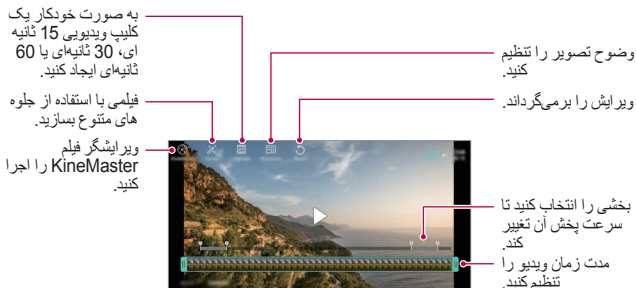 به صورت خودکار یک
کلیپ ویدیویی 15 ثانیه
ای، 30 ثانیه‌ای یا 60
ثانیه‌ای ایجاد کنید.
فیلمی با استفاده از جلوه
های متنوع بسازید.
ویرایشگر فیلم
KineMaster را اجرا
کنید.
وضوح تصویر را تنظیم
کنید.
ویرایش را برمی‌گرداند.
بخشی را انتخاب کنید تا
سرعت پخش آن تغییر
کند.
مدت زمان ویدیو را
تنظیم کنید.